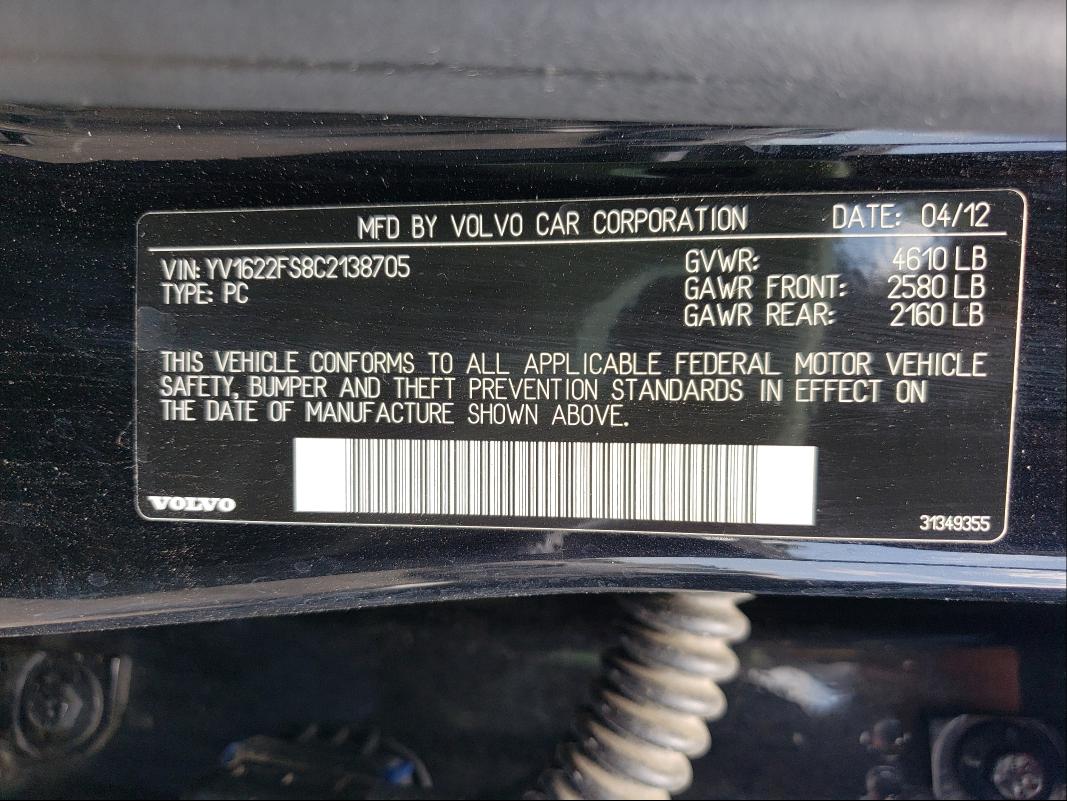 MFD BY VOLVO CAR CORPORATION DATE: 04/12
VIN: YV1622FS8C2138705 GVWR: 4610 LB
TYPE: PC GAWR FRONT: 2580 LB
GAWR REAR: 2160 LB
THIS VEHICLE CONFORMS TO ALL APPLICABLE FEDERAL MOTOR VEHICLE
SAFETY, BUMPER AND THEFT PREVENTION STANDARDS IN EFFECT ON
THE DATE OF MANUFACTURE SHOWN ABOVE.
VOLVO
31349355